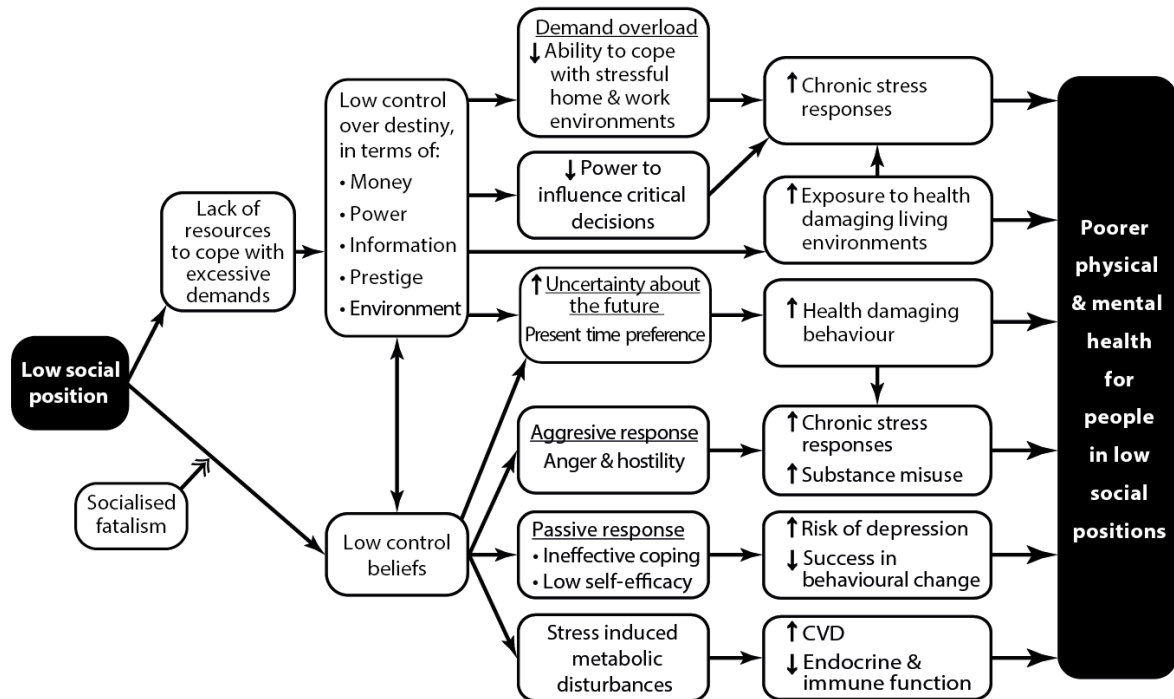 Low social
position
Socialised
fatalism
Lack of
resources
to cope with
excessive
demands
Low control
over destiny,
in terms of:
• Money
• Power
• Information
• Prestige
• Environment
Low control
beliefs
Demand overload
↓ Ability to cope
with stressful
home & work
environments
↓ Power to
influence critical
decisions
↑ Uncertainty about
the future
Present time preference
Aggresive response
Anger & hostility
Passive response
• Ineffective coping
• Low self-efficacy
Stress induced
metabolic
disturbances
↑ Chronic stress
responses
↑ Exposure to health
damaging living
environments
↑ Health damaging
behaviour
↑ Chronic stress
responses
↑ Substance misuse
↑ Risk of depression
↓ Success in
behavioural change
↑ CVD
↓ Endocrine &
immune function
Poorer
physical
& mental
health
for
people
in low
social
positions